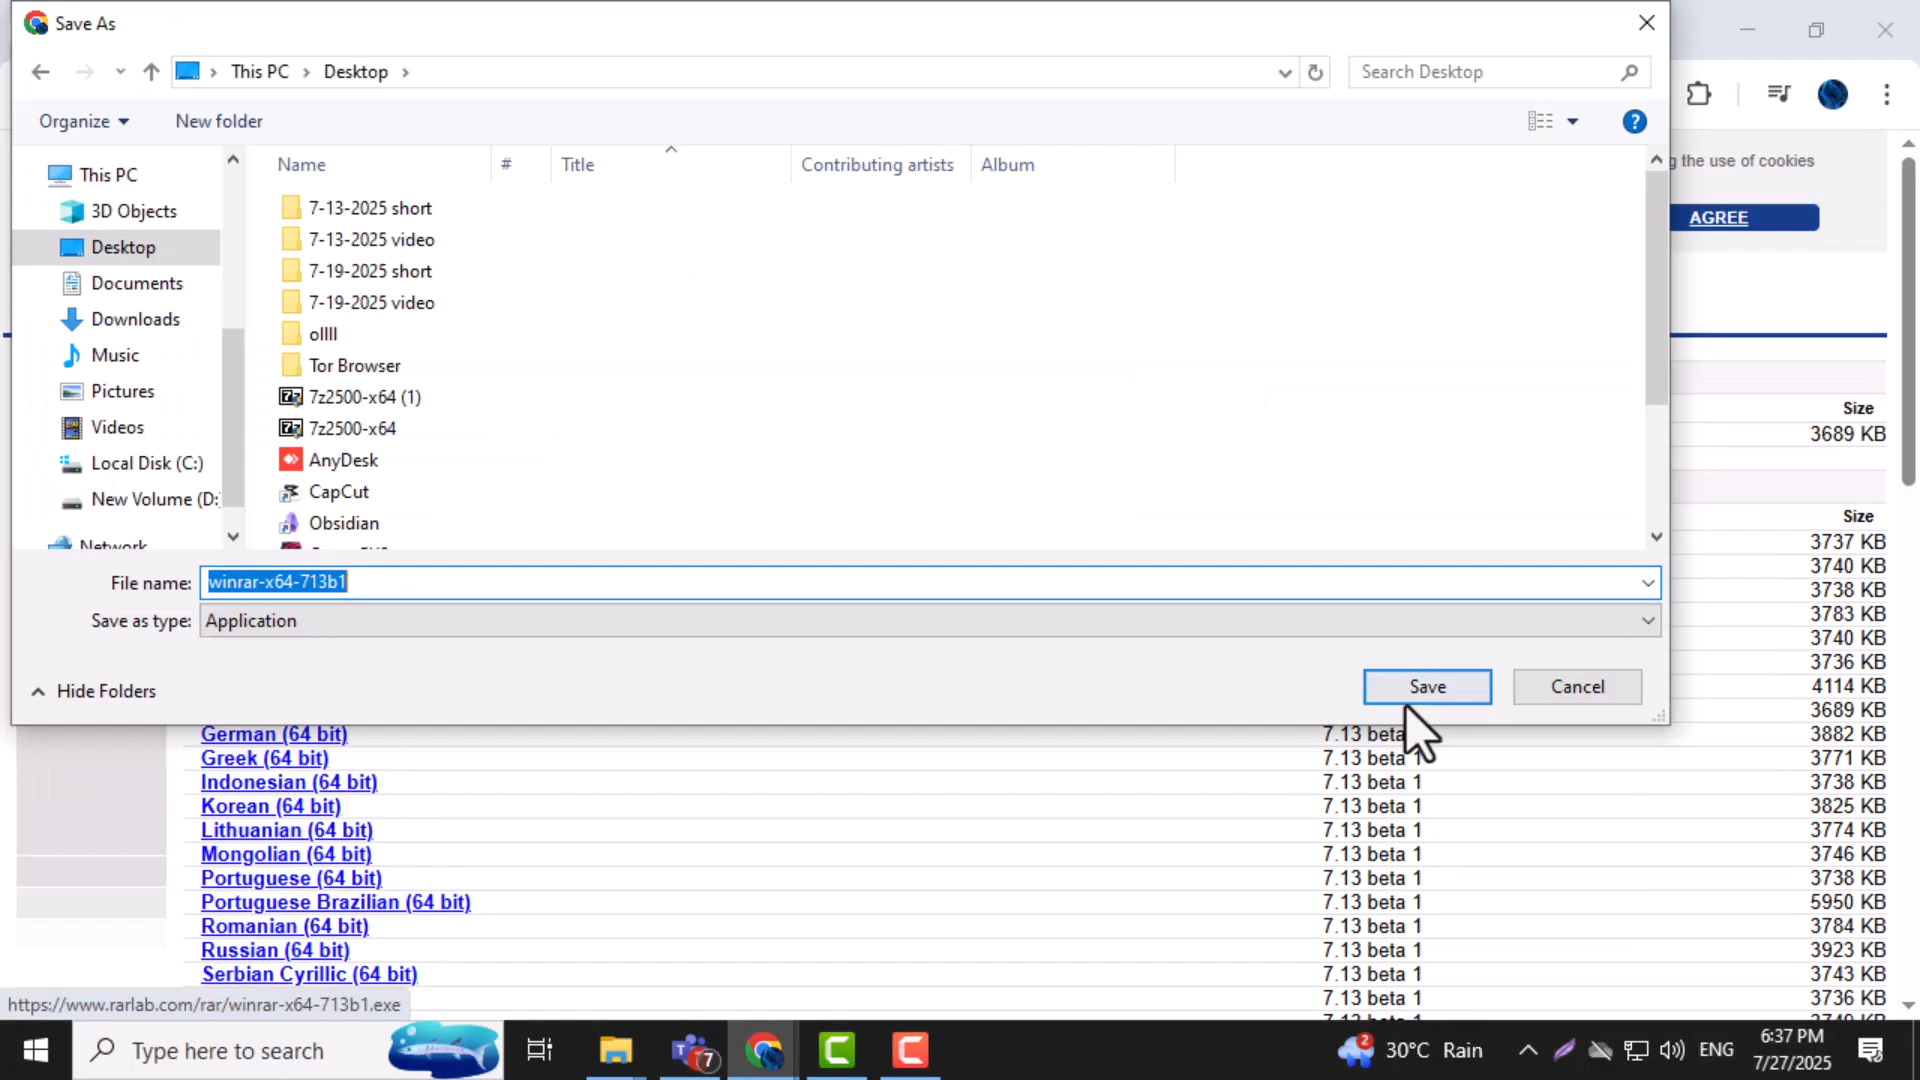 Save As
This PC > Desktop >
Search Desktop
Organize
New folder
?
This PC
3D Objects
Desktop
Documents
Downloads
Music
Pictures
Videos
Local Disk (C:)
New Volume (D:
Network
Name
#
Title
Contributing artists
Album
7-13-2025 short
7-13-2025 video
7-19-2025 short
7-19-2025 video
ollll
Tor Browser
7z2500-x64 (1)
7z2500-x64
AnyDesk
CapCut
Obsidian
File name: winrar-x64-713b1
Save as type: Application
Hide Folders
Save
Cancel
g the use of cookies
AGREE
Size
3689 KB
Size
3737 KB
3740 KB
3738 KB
3783 KB
3740 KB
3736 KB
4114 KB
3689 KB
German (64 bit) 7.13 beta 3882 KB
Greek (64 bit) 7.13 beta 1 3771 KB
Indonesian (64 bit) 7.13 beta 1 3738 KB
Korean (64 bit) 7.13 beta 1 3825 KB
Lithuanian (64 bit) 7.13 beta 1 3774 KB
Mongolian (64 bit) 7.13 beta 1 3746 KB
Portuguese (64 bit) 7.13 beta 1 3738 KB
Portuguese Brazilian (64 bit) 7.13 beta 1 5950 KB
Romanian (64 bit) 7.13 beta 1 3784 KB
Russian (64 bit) 7.13 beta 1 3923 KB
Serbian Cyrillic (64 bit) 7.13 beta 1 3743 KB
7.13 beta 1 3736 KB
https://www.rarlab.com/rar/winrar-x64-713b1.exe
Type here to search
7
2
30°C Rain
ENG
6:37 PM
7/27/2025